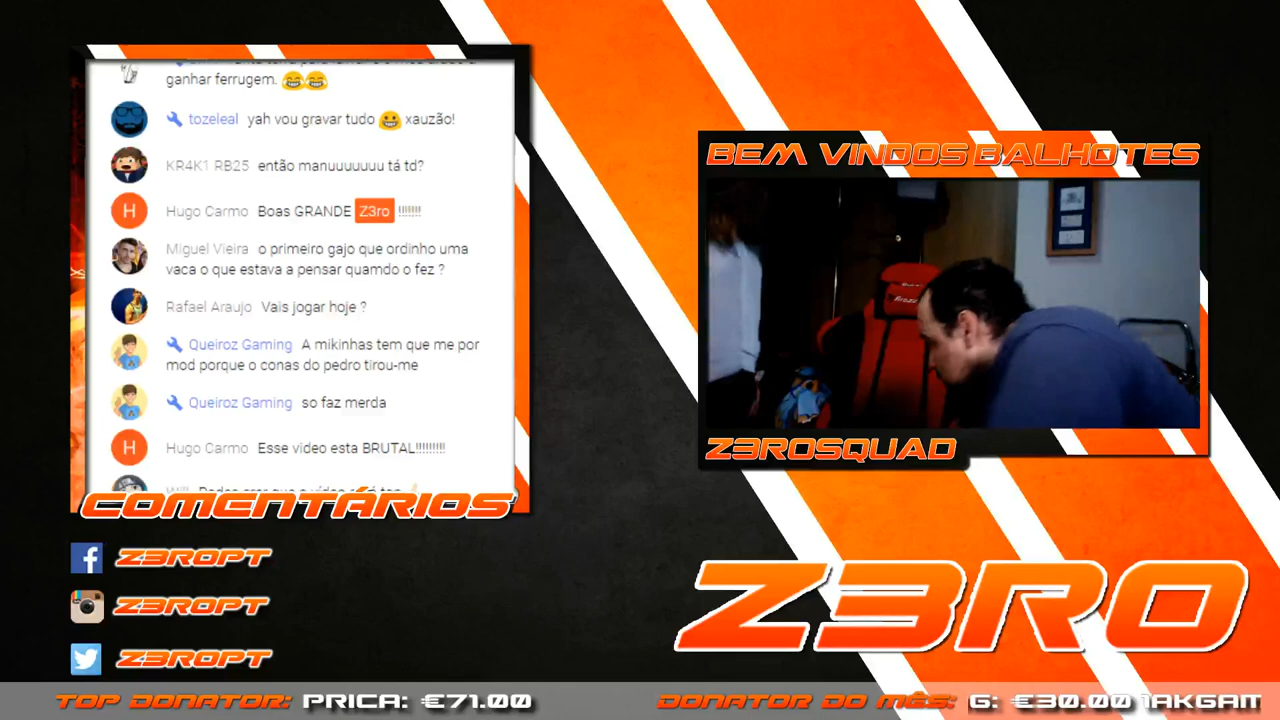 ganhar ferrugem. 😂😂
tozeleal yah vou gravar tudo 😀 xauzão!
KR4K1 RB25 então manuuuuuuu tá td?
H Hugo Carmo Boas GRANDE Z3ro !!!!!!!
Miguel Vieira o primeiro gajo que ordinho uma
vaca o que estava a pensar quamdo o fez ?
Rafael Araujo Vais jogar hoje ?
Queiroz Gaming A mikinhas tem que me por
mod porque o conas do pedro tirou-me
Queiroz Gaming so faz merda
H Hugo Carmo Esse vídeo esta BRUTAL!!!!!!!!!
COMENTÁRIOS
Z3ROPT
Z3ROPT
Z3ROPT
BEM VINDOS BALHOTES
Z3ROSQUAD
Z3RO
TOP DONATOR: PRICA: €71.00
DONATOR DO MÊS: G: €30.00 1AKGAM